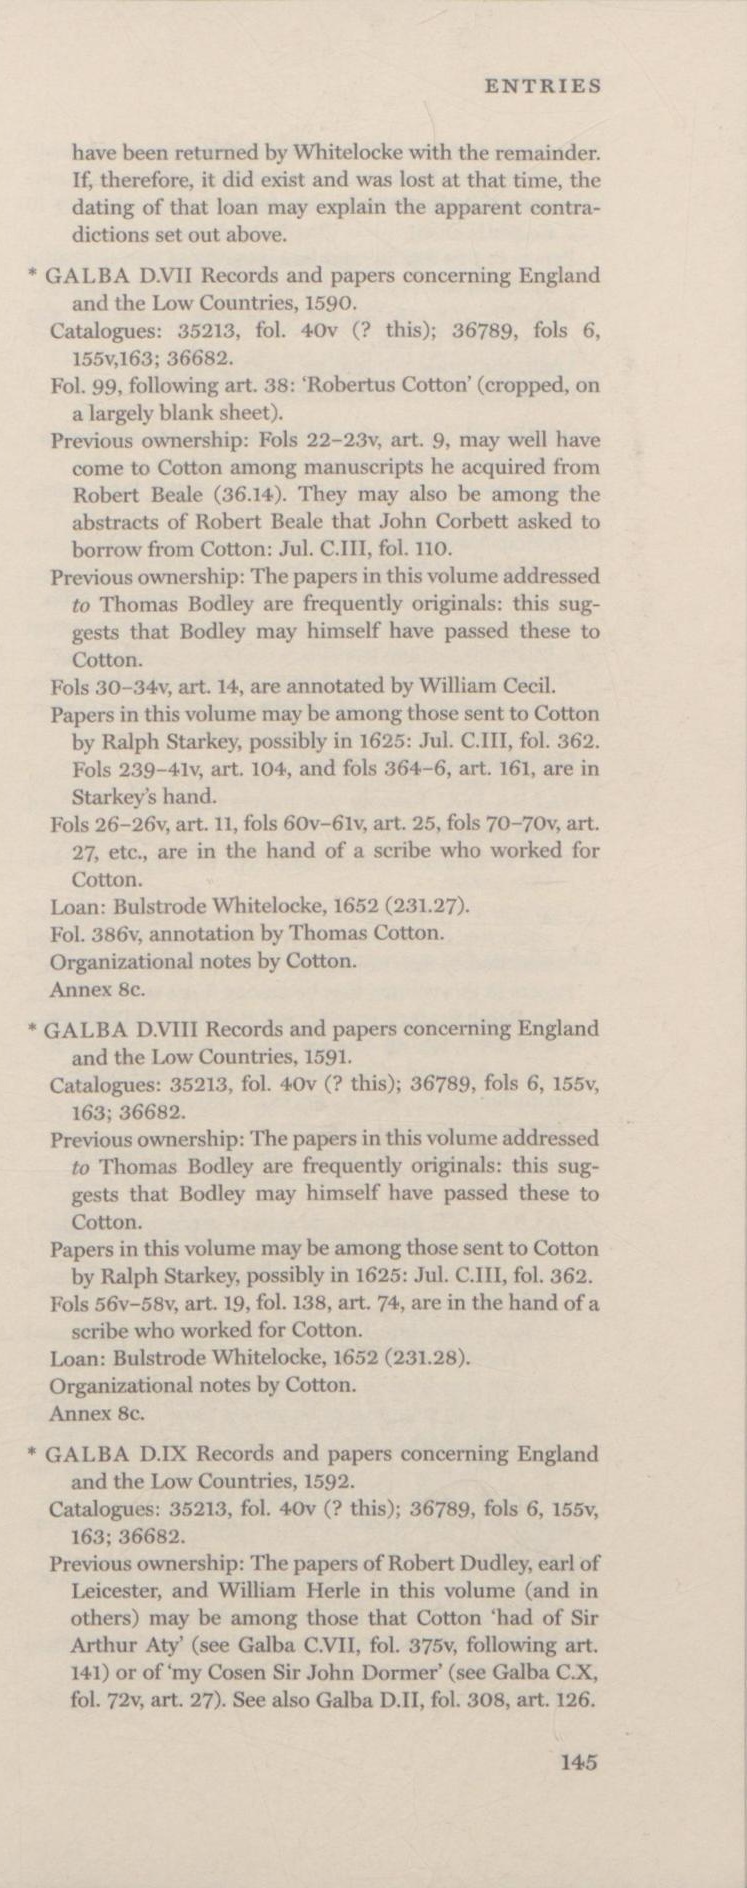 ENTRIES
have been returned by Whitelocke with the remainder.
If, therefore, it did exist and was lost at that time, the
dating of that loan may explain the apparent contra-
dictions set out above.
* GALBA D.VII Records and papers concerning England
and the Low Countries, 1590.
Catalogues: 35213, fol. 40v (? this); 36789, fols 6,
155v,163; 36682.
Fol. 99, following art. 38: ‘Robertus Cotton’ (cropped, on
a largely blank sheet).
Previous ownership: Fols 22–23v, art. 9, may well have
come to Cotton among manuscripts he acquired from
Robert Beale (36.14). They may also be among the
abstracts of Robert Beale that John Corbett asked to
borrow from Cotton: Jul. C.III, fol. 110.
Previous ownership: The papers in this volume addressed
to Thomas Bodley are frequently originals: this sug-
gests that Bodley may himself have passed these to
Cotton.
Fols 30–34v, art. 14, are annotated by William Cecil.
Papers in this volume may be among those sent to Cotton
by Ralph Starkey, possibly in 1625: Jul. C.III, fol. 362.
Fols 239–41v, art. 104, and fols 364–6, art. 161, are in
Starkey’s hand.
Fols 26–26v, art. 11, fols 60v–61v, art. 25, fols 70–70v, art.
27, etc., are in the hand of a scribe who worked for
Cotton.
Loan: Bulstrode Whitelocke, 1652 (231.27).
Fol. 386v, annotation by Thomas Cotton.
Organizational notes by Cotton.
Annex 8c.
* GALBA D.VIII Records and papers concerning England
and the Low Countries, 1591.
Catalogues: 35213, fol. 40v (? this); 36789, fols 6, 155v,
163; 36682.
Previous ownership: The papers in this volume addressed
to Thomas Bodley are frequently originals: this sug-
gests that Bodley may himself have passed these to
Cotton.
Papers in this volume may be among those sent to Cotton
by Ralph Starkey, possibly in 1625: Jul. C.III, fol. 362.
Fols 56v–58v, art. 19, fol. 138, art. 74, are in the hand of a
scribe who worked for Cotton.
Loan: Bulstrode Whitelocke, 1652 (231.28).
Organizational notes by Cotton.
Annex 8c.
* GALBA D.IX Records and papers concerning England
and the Low Countries, 1592.
Catalogues: 35213, fol. 40v (? this); 36789, fols 6, 155v,
163; 36682.
Previous ownership: The papers of Robert Dudley, earl of
Leicester, and William Herle in this volume (and in
others) may be among those that Cotton ‘had of Sir
Arthur Aty’ (see Galba C.VII, fol. 375v, following art.
141) or of ‘my Cosen Sir John Dormer’ (see Galba C.X,
fol. 72v, art. 27). See also Galba D.II, fol. 308, art. 126.
145